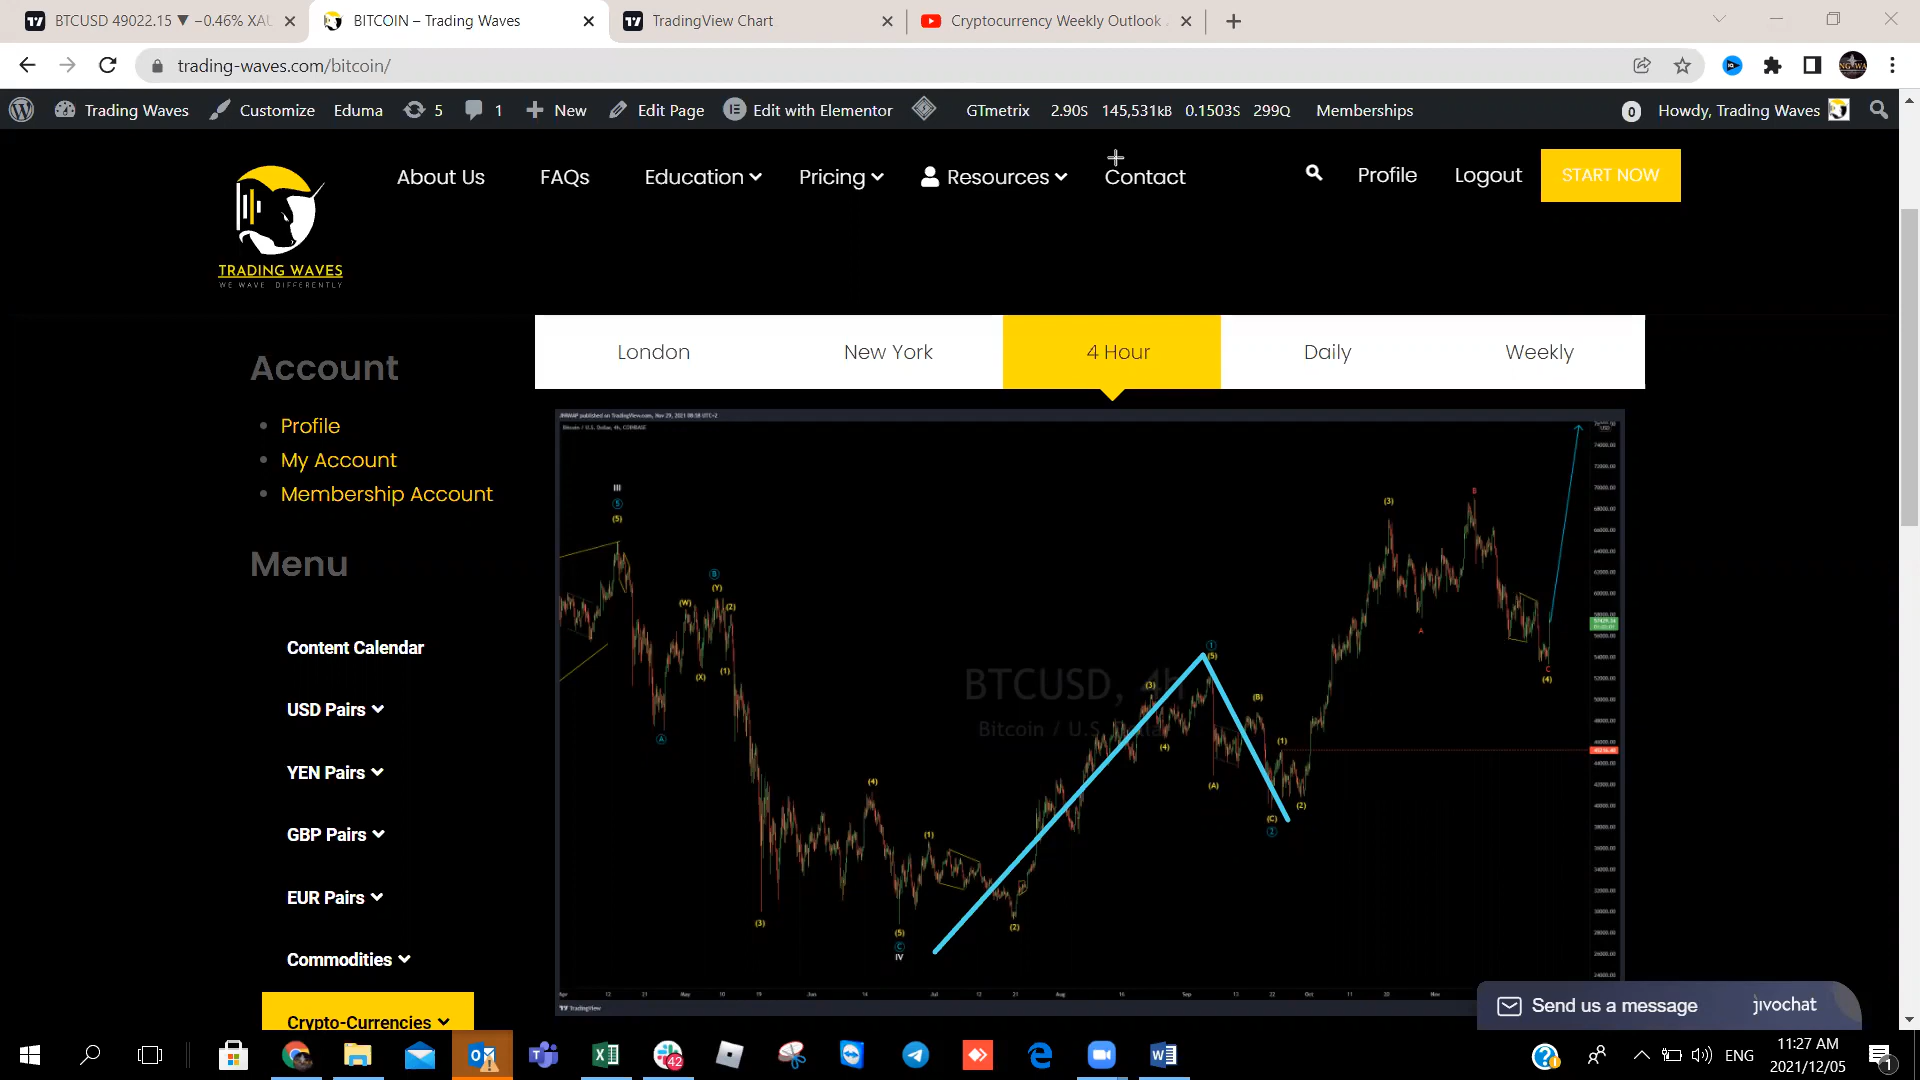 BTCUSD 49022.15 ▼ −0.46% XAU
BITCOIN – Trading Waves
TradingView Chart
Cryptocurrency Weekly Outlook
trading-waves.com/bitcoin/
Trading Waves
Customize
Eduma
5
1
New
Edit Page
Edit with Elementor
GTmetrix
2.90S
145,531kB
0.1503S
299Q
Memberships
0
Howdy, Trading Waves
About Us
FAQs
Education
Pricing
Resources
Contact
Profile
Logout
START NOW
TRADING WAVES
WE WAVE DIFFERENTLY
London
New York
4 Hour
Daily
Weekly
Account
Profile
My Account
Membership Account
Menu
Content Calendar
USD Pairs
YEN Pairs
GBP Pairs
EUR Pairs
Commodities
Crypto-Currencies
BTCUSD, 4h
Bitcoin / U.S. Dollar
TradingView
Send us a message
jivochat
42
ENG
11:27 AM
2021/12/05
1